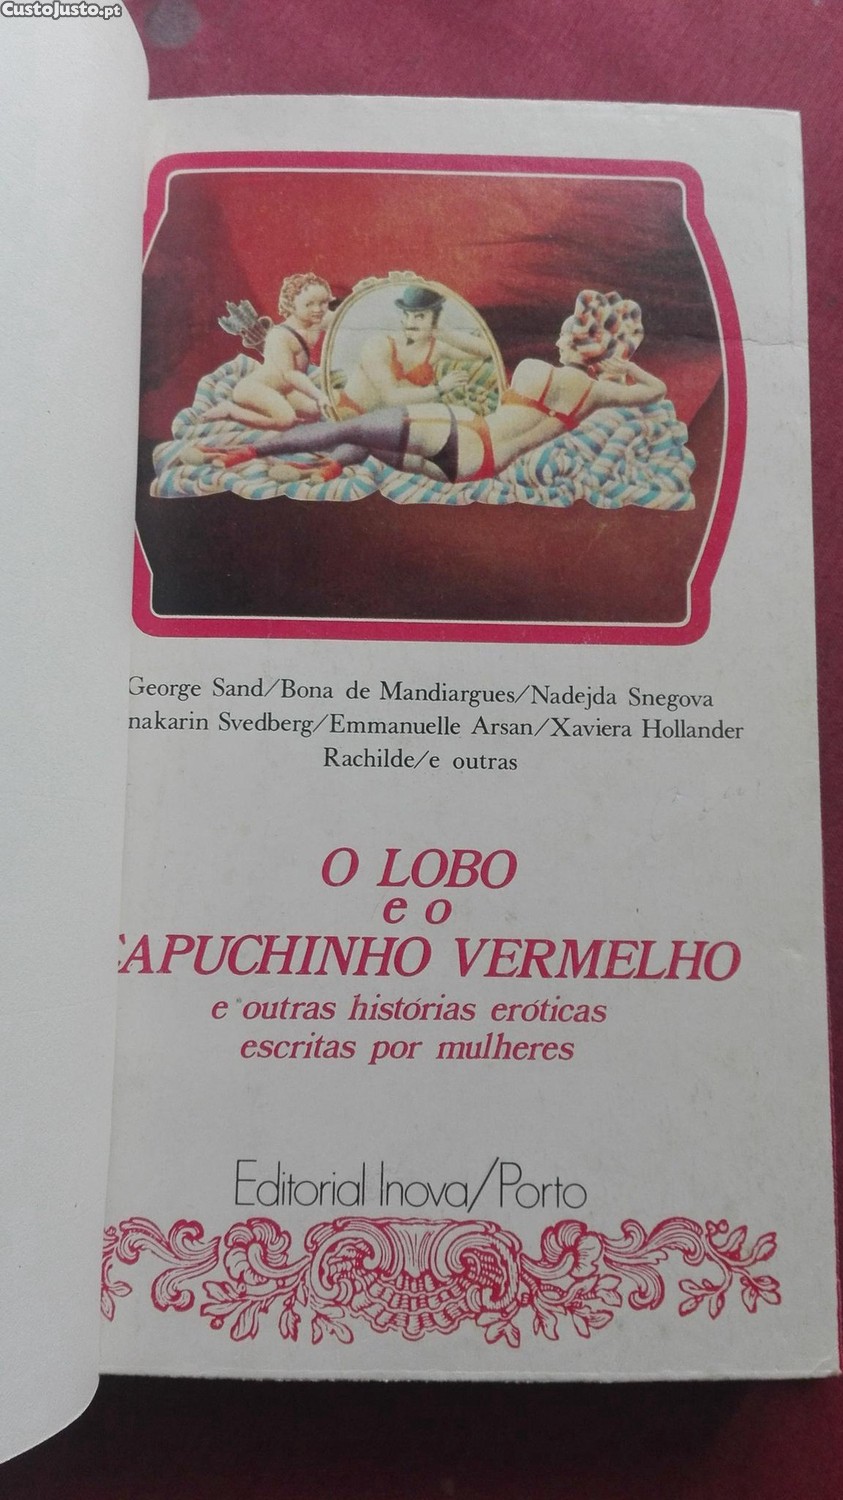 CustoJusto.pt
George Sand/Bona de Mandiargues/Nadejda Snegova
nakarin Svedberg/Emmanuelle Arsan/Xaviera Hollander
Rachilde/e outras
O LOBO
e o
CAPUCHINHO VERMELHO
e outras histórias eróticas
escritas por mulheres
Editorial Inova/Porto